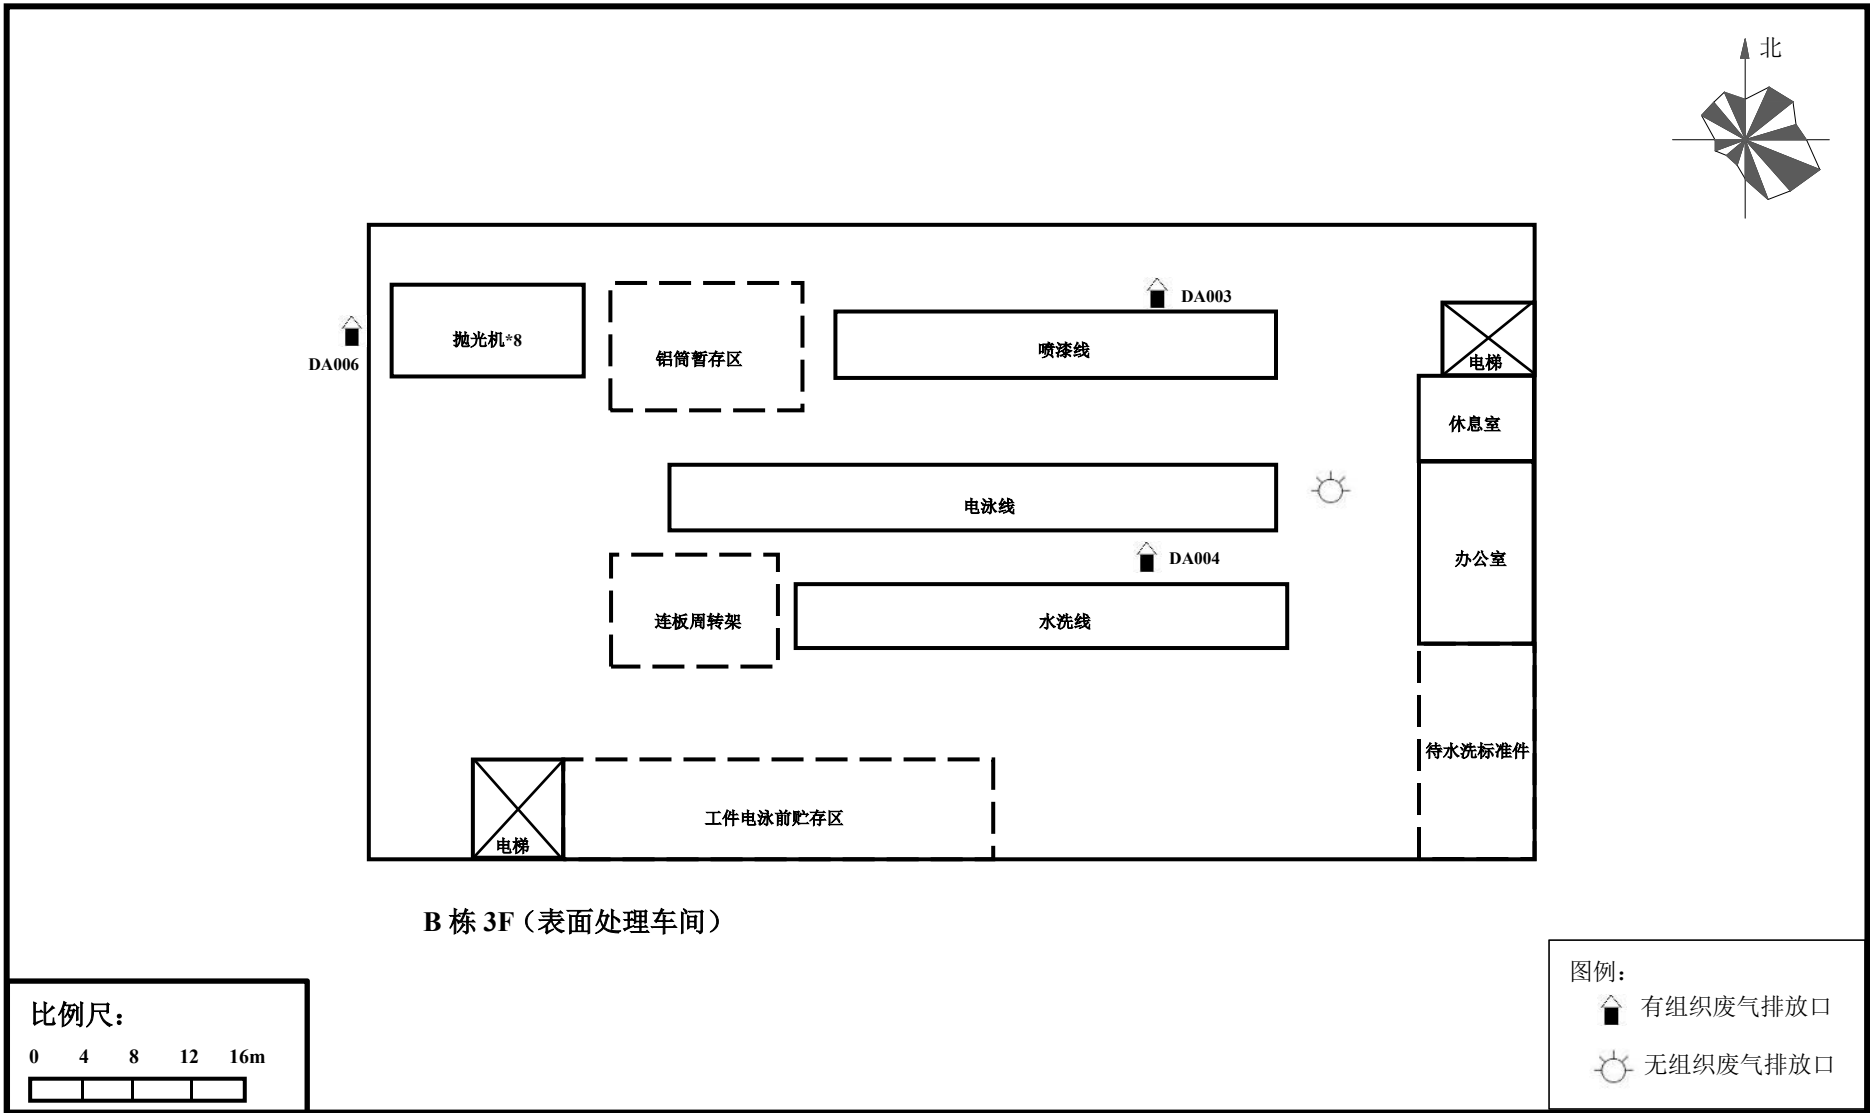 北
DA003
DA006
抛光机*8
铝筒暂存区
喷漆线
电梯
休息室
电泳线
办公室
DA004
连板周转架
水洗线
待水洗标准件
工件电泳前贮存区
电梯
B 栋 3F（表面处理车间）
比例尺：
0 4 8 12 16m
图例：
有组织废气排放口
无组织废气排放口